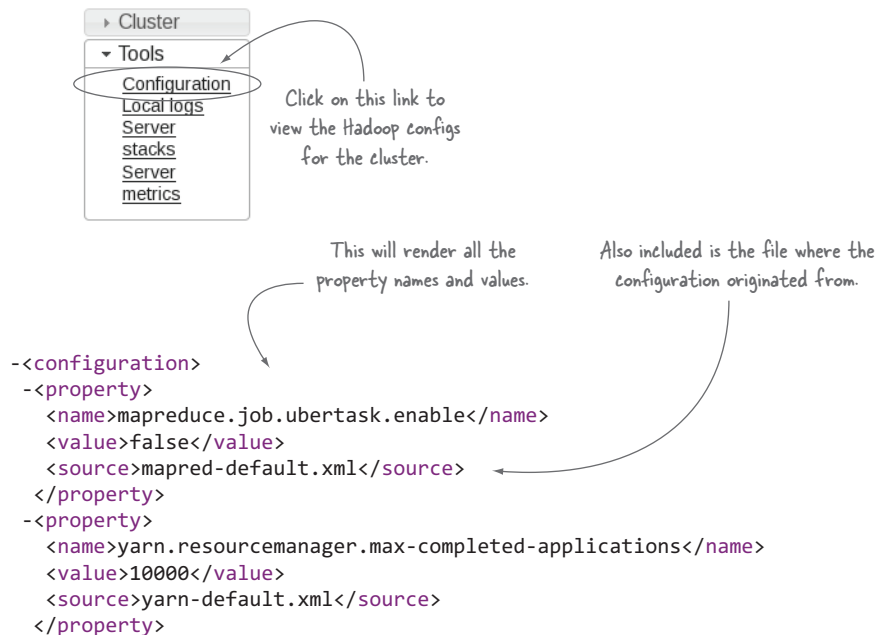 Cluster
Tools
Configuration
Local logs
Server
stacks
Server
metrics
Click on this link to
view the Hadoop configs
for the cluster.
This will render all the
property names and values.
Also included is the file where the
configuration originated from.
-<configuration>
-<property>
<name>mapreduce.job.ubertask.enable</name>
<value>false</value>
<source>mapred-default.xml</source>
</property>
-<property>
<name>yarn.resourcemanager.max-completed-applications</name>
<value>10000</value>
<source>yarn-default.xml</source>
</property>